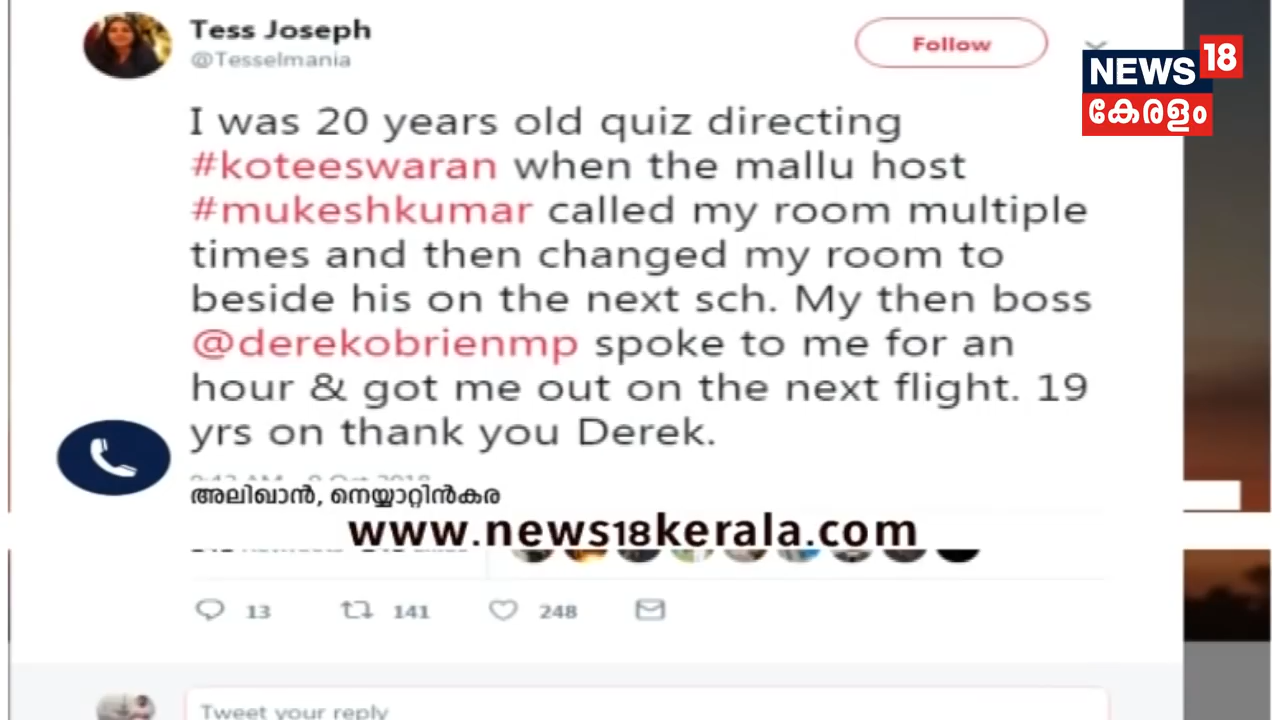 Tess Joseph
@Tesselmania
Follow
NEWS 18
കേരളം
I was 20 years old quiz directing
#koteeswaran when the mallu host
#mukeshkumar called my room multiple
times and then changed my room to
beside his on the next sch. My then boss
@derekobrienmp spoke to me for an
hour & got me out on the next flight. 19
yrs on thank you Derek.
അലിഖാൻ, നെയ്യാറ്റിൻകര
www.news18kerala.com
13 141 248
Tweet your reply